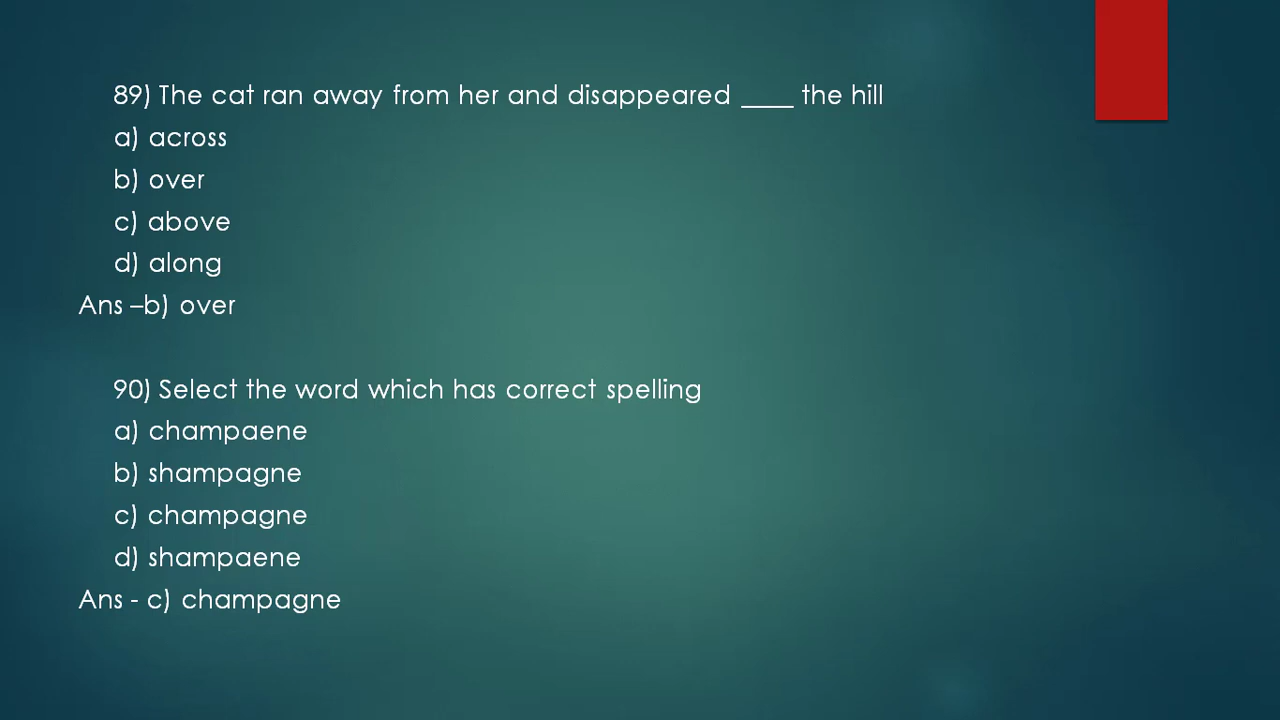 89) The cat ran away from her and disappeared ____ the hill
a) across
b) over
c) above
d) along
Ans –b) over
90) Select the word which has correct spelling
a) champaene
b) shampagne
c) champagne
d) shampaene
Ans - c) champagne